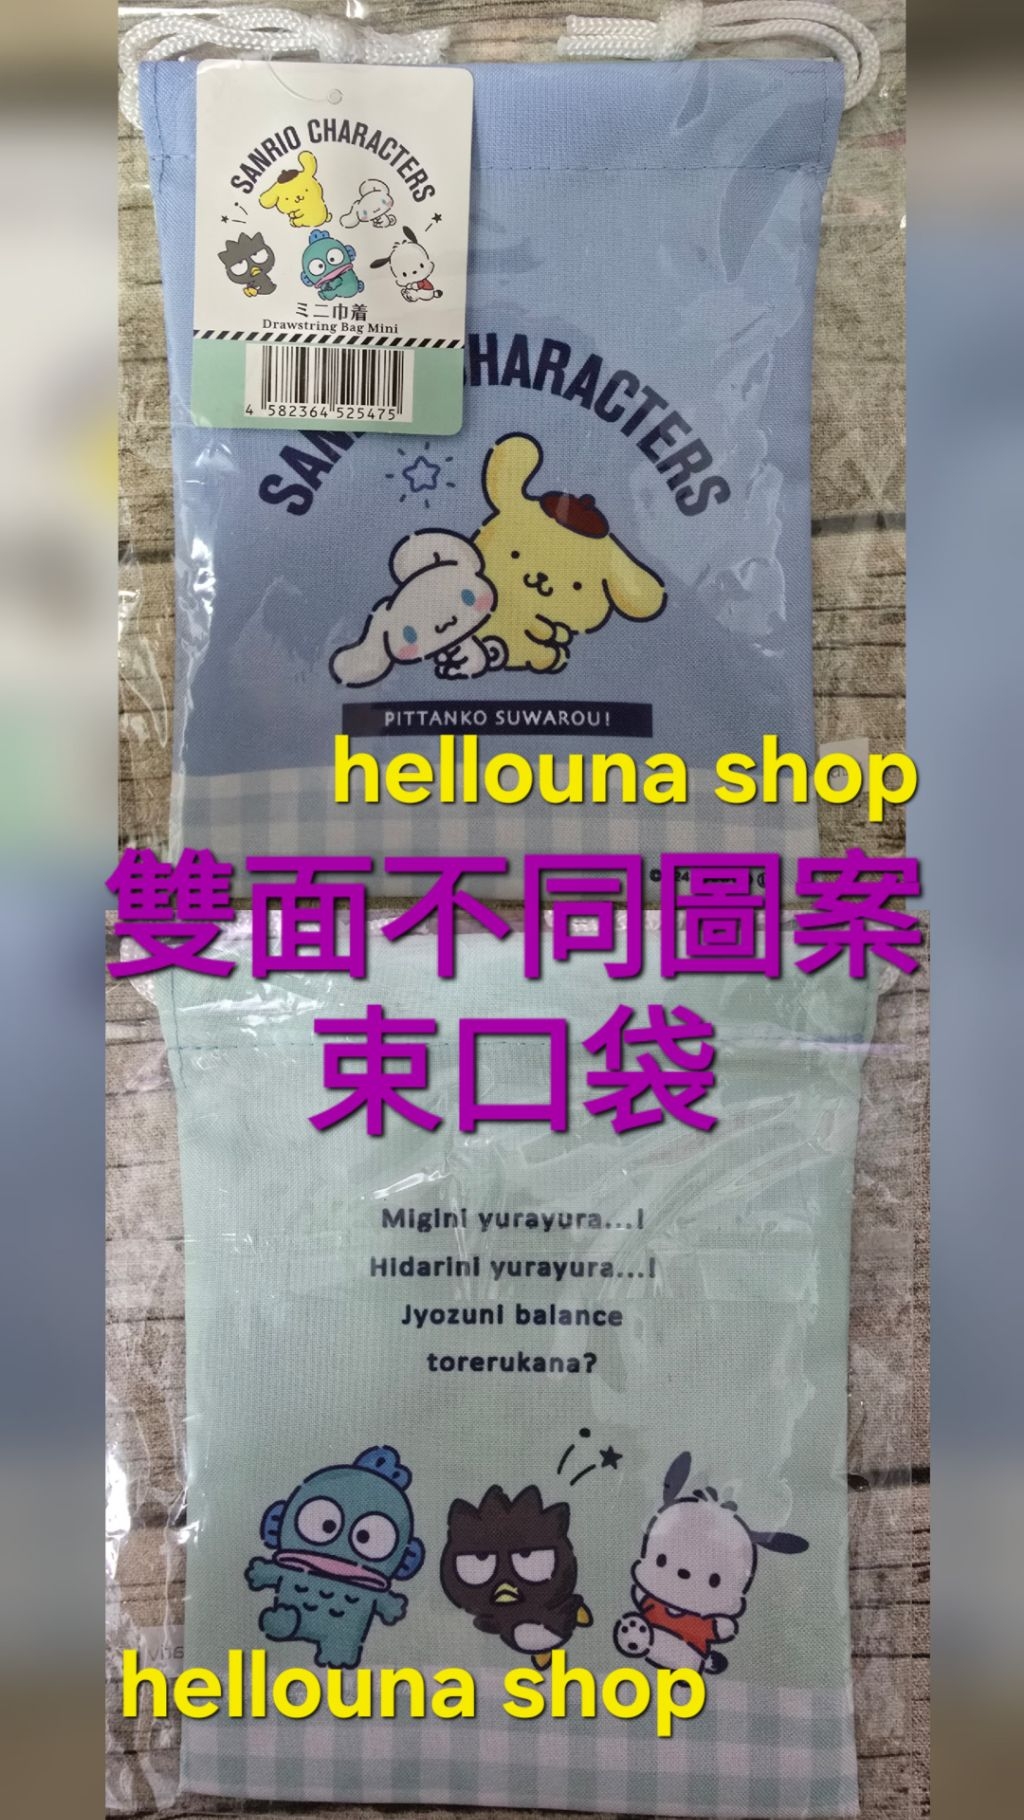 SANRIO CHARACTERS
ミニ巾着
Drawstring Bag Mini
4 582364 525475
CHARACTERS
PITTANKO SUWAROU!
hellouna shop
雙面不同圖案
束口袋
Migini yurayura...!
Hidarini yurayura...!
Jyozuni balance
torerukana?
hellouna shop